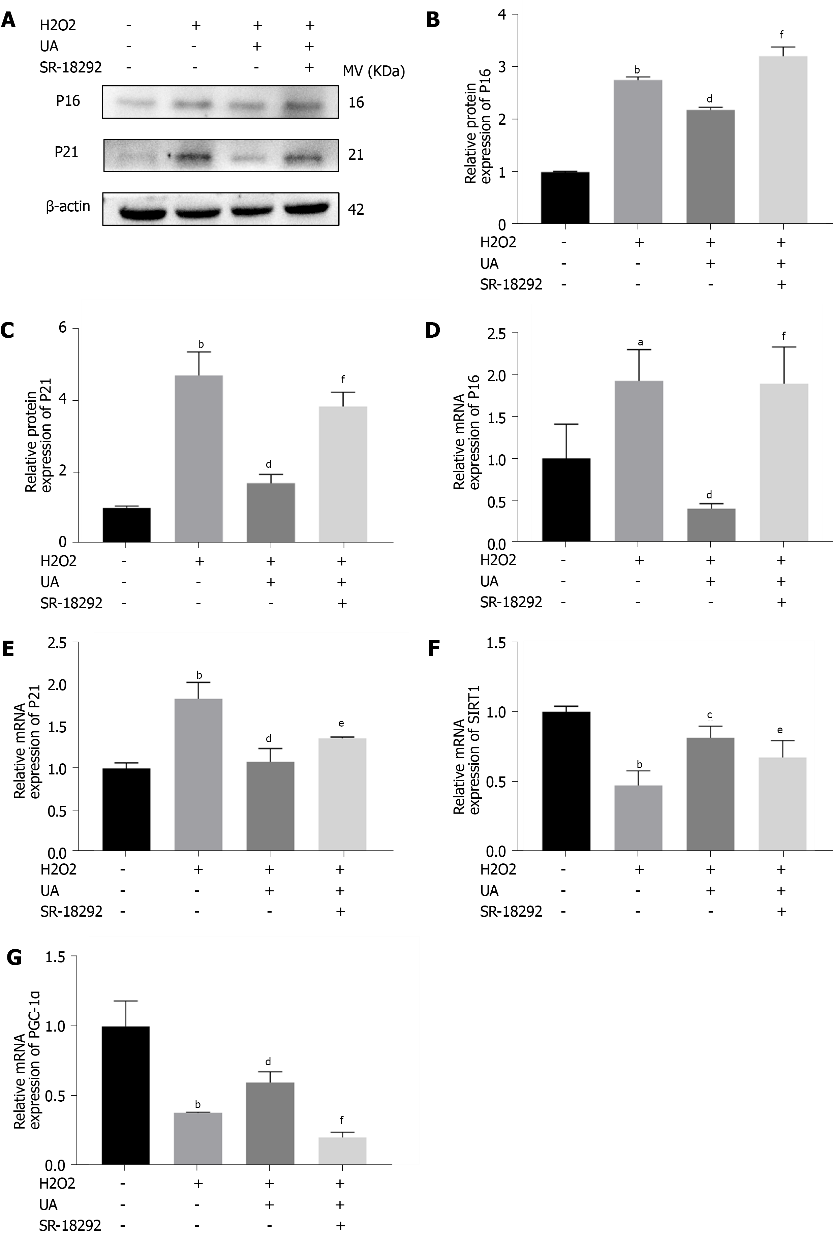 A
H2O2 - + + +
UA - - + +
SR-18292 - - - +
MV (KDa)
P16 16
P21 21
β-actin 42
B
Relative protein
expression of P16
4
3
2
1
0
b
d
f
H2O2 - + + +
UA - - + +
SR-18292 - - - +
C
Relative protein
expression of P21
6
4
2
0
b
d
f
H2O2 - + + +
UA - - + +
SR-18292 - - - +
D
Relative mRNA
expression of P16
2.5
2.0
1.5
1.0
0.5
0.0
a
d
f
H2O2 - + + +
UA - - + +
SR-18292 - - - +
E
Relative mRNA
expression of P21
2.5
2.0
1.5
1.0
0.5
0.0
b
d
e
H2O2 - + + +
UA - - + +
SR-18292 - - - +
F
Relative mRNA
expression of SIRT1
1.5
1.0
0.5
0.0
b
c
e
H2O2 - + + +
UA - - + +
SR-18292 - - - +
G
Relative mRNA
expression of PGC-1α
1.5
1.0
0.5
0.0
b
d
f
H2O2 - + + +
UA - - + +
SR-18292 - - - +